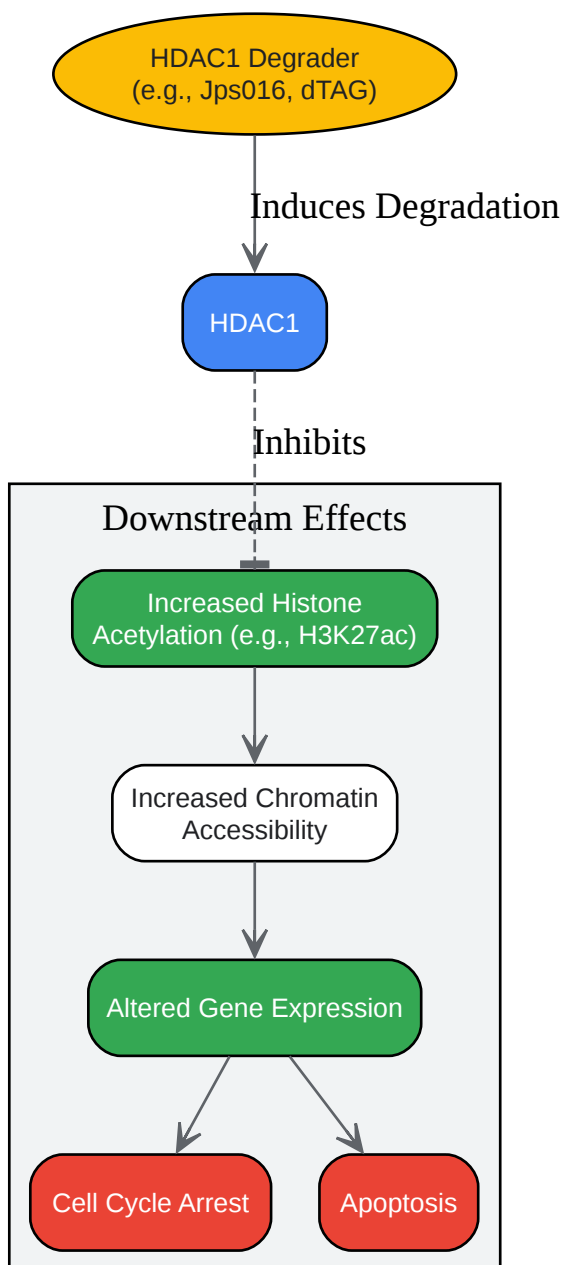 HDAC1 Degrader
(e.g., Jps016, dTAG)
Induces Degradation
HDAC1
Inhibits
Downstream Effects
Increased Histone
Acetylation (e.g., H3K27ac)
Increased Chromatin
Accessibility
Altered Gene Expression
Cell Cycle Arrest
Apoptosis